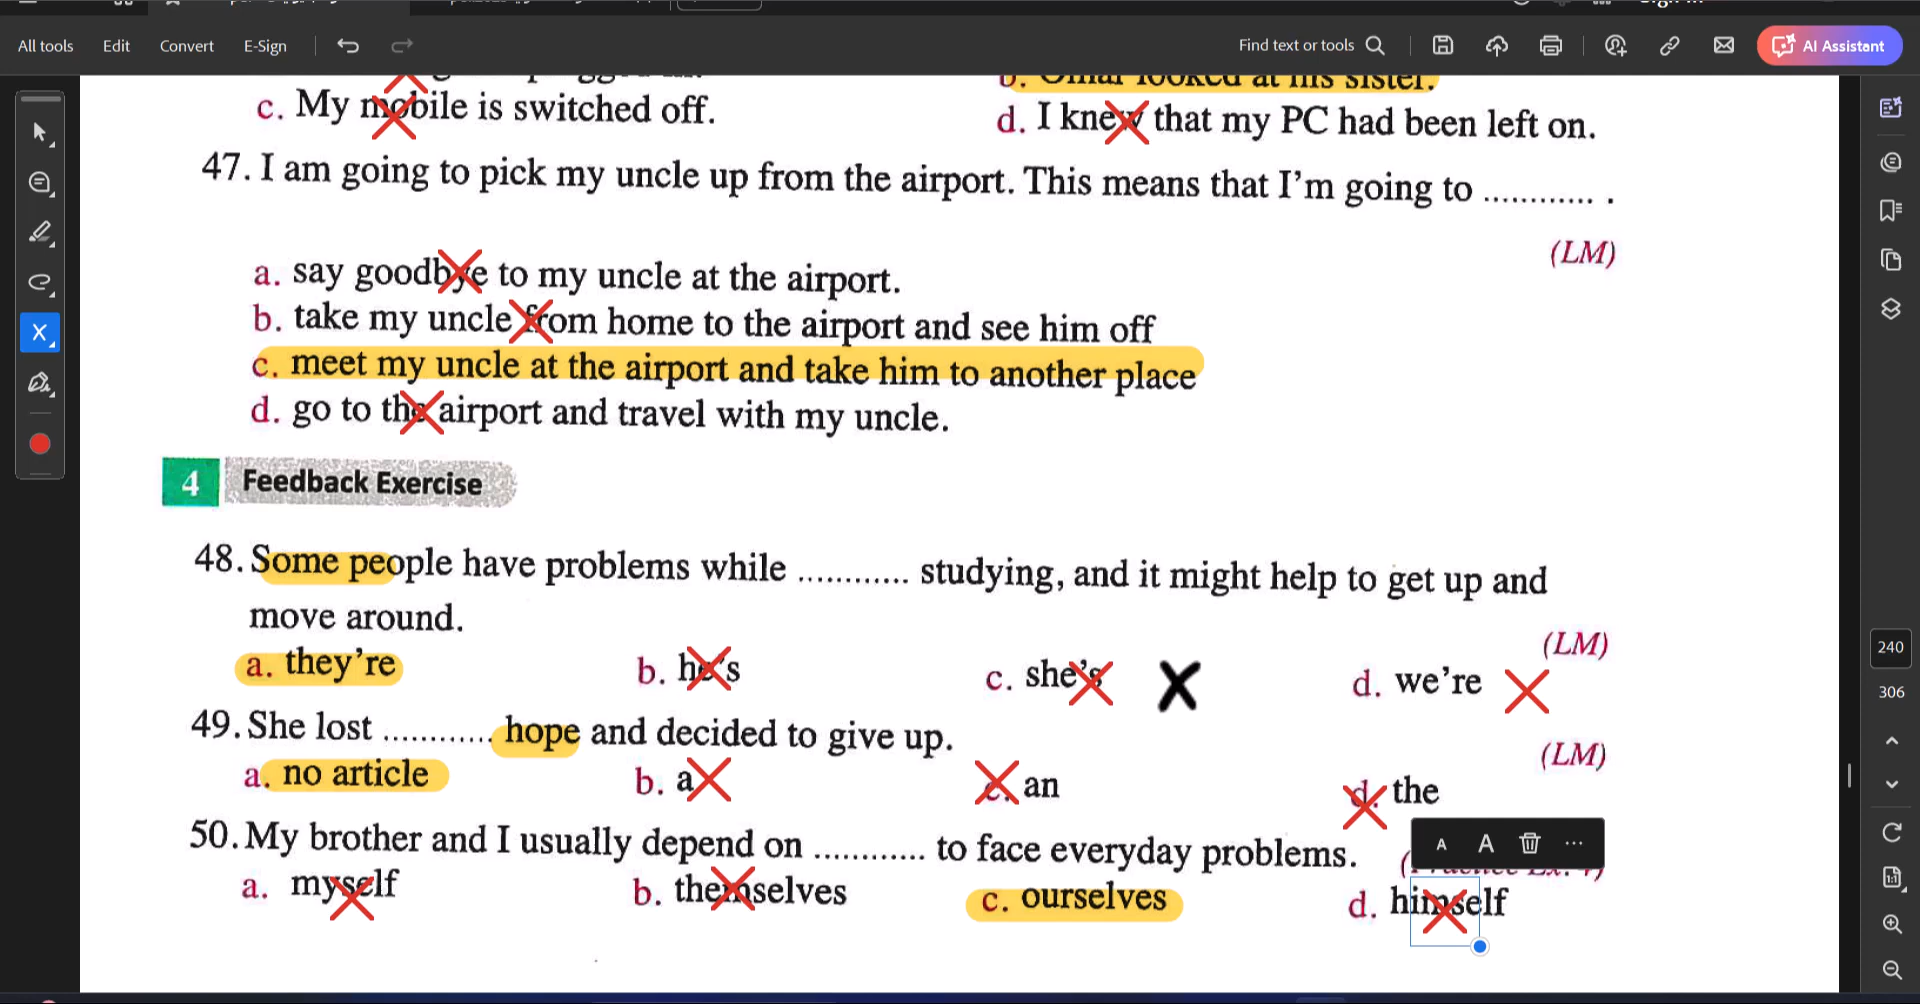 All tools Edit Convert E-Sign Find text or tools AI Assistant
b. Omar looked at his sister.
c. My mobile is switched off. d. I knew that my PC had been left on.
47. I am going to pick my uncle up from the airport. This means that I'm going to ............ .
(LM)
a. say goodbye to my uncle at the airport.
b. take my uncle from home to the airport and see him off
c. meet my uncle at the airport and take him to another place
d. go to the airport and travel with my uncle.
4 Feedback Exercise
48. Some people have problems while ............ studying, and it might help to get up and
move around.
(LM)
a. they're b. he's c. she's d. we're
49. She lost ............ hope and decided to give up.
(LM)
a. no article b. a c. an d. the
50. My brother and I usually depend on ............ to face everyday problems.
a. myself b. themselves c. ourselves d. himself
240
306
A A